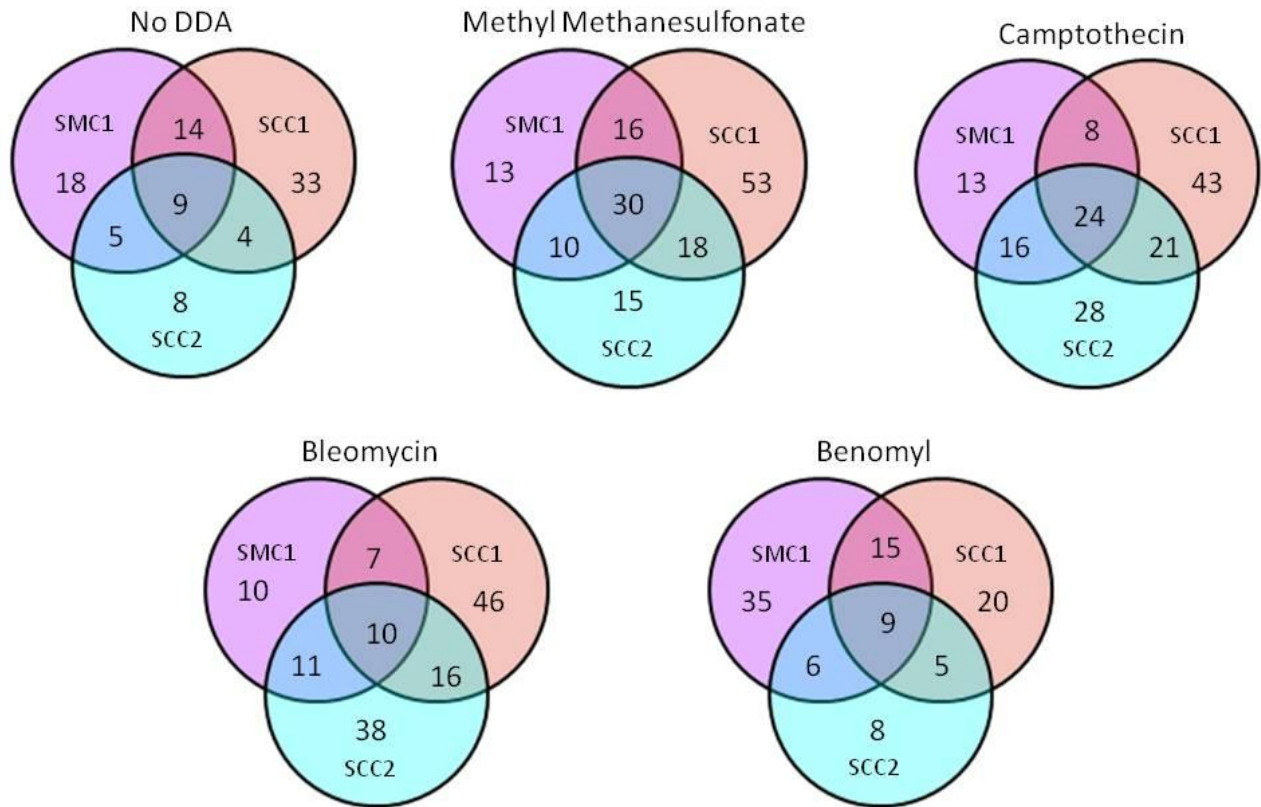 No DDA
Methyl Methanesulfonate
Camptothecin
SMC1
14
SCC1
18
33
9
5
4
8
SCC2
SMC1
16
SCC1
13
53
30
10
18
15
SCC2
SMC1
8
SCC1
13
43
24
16
21
28
SCC2
Bleomycin
Benomyl
SMC1
7
SCC1
10
46
10
11
16
38
SCC2
SMC1
15
SCC1
35
20
9
6
5
8
SCC2